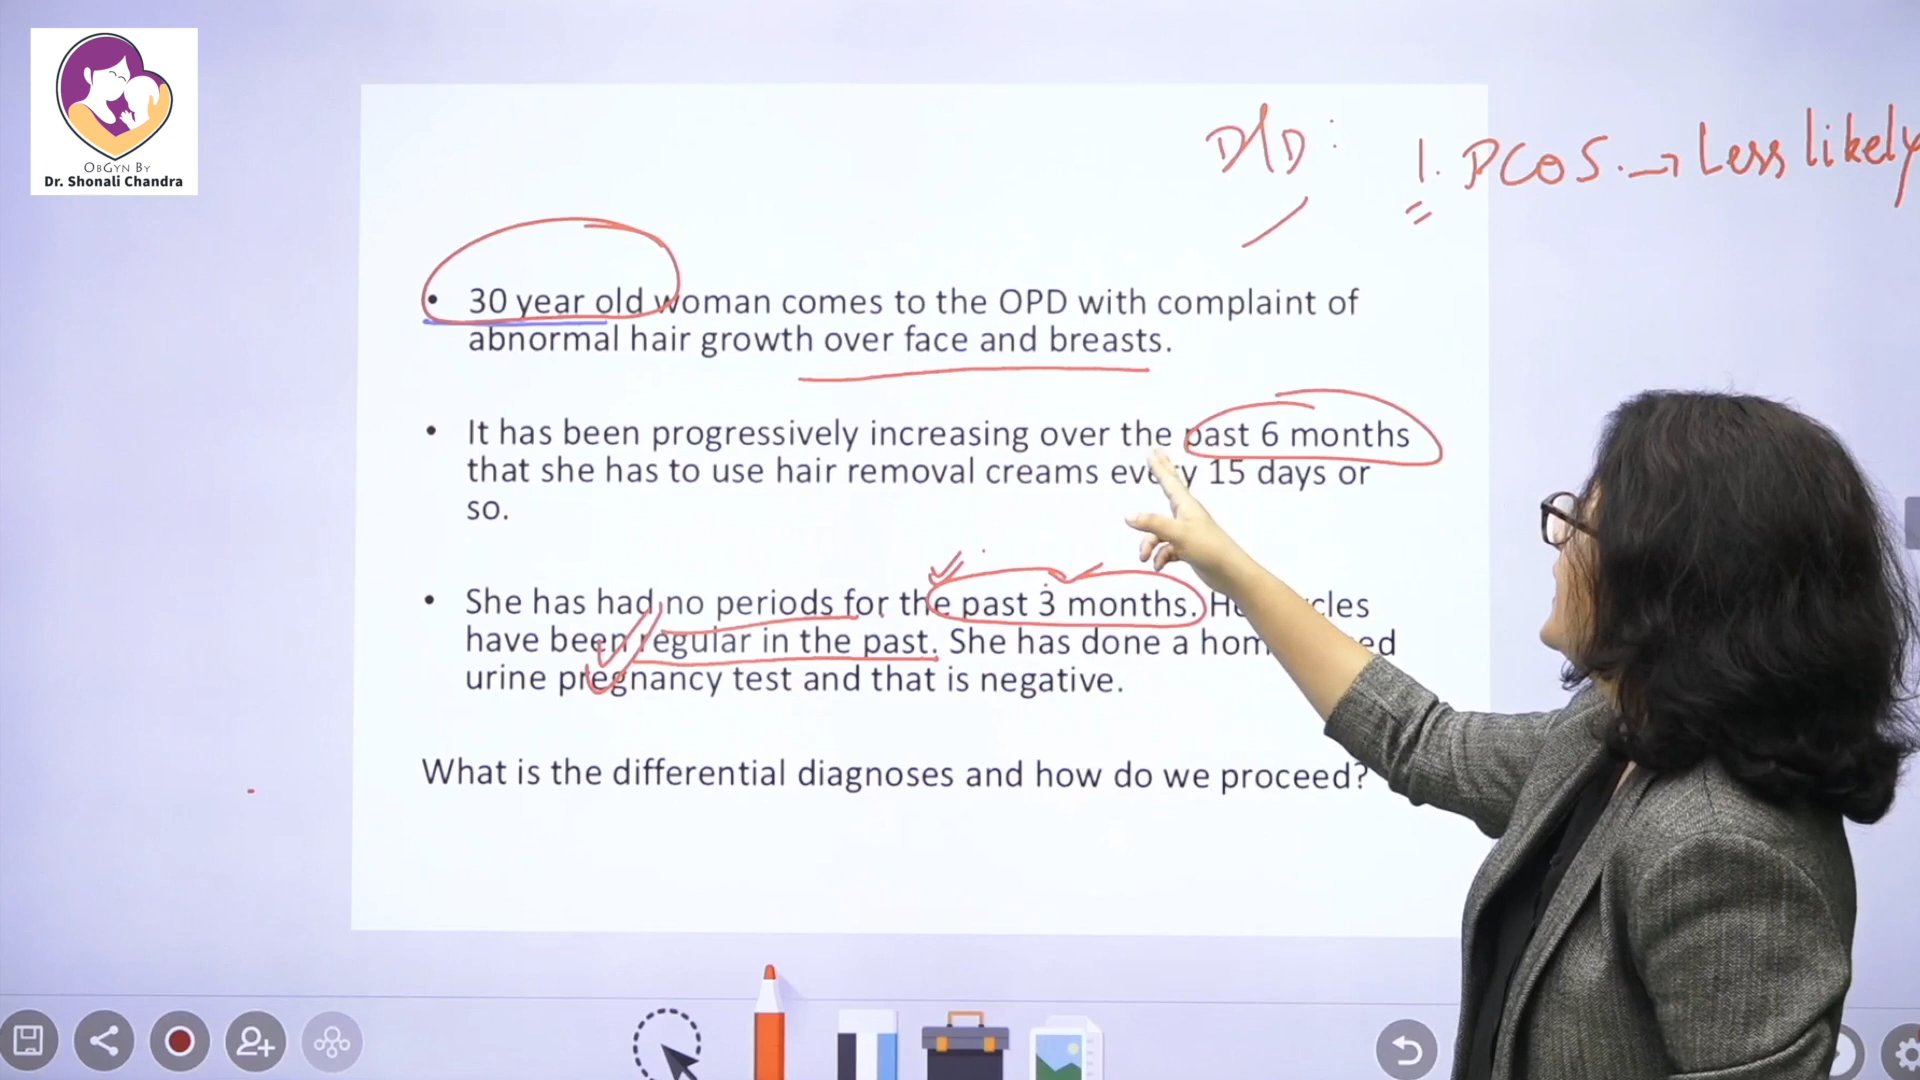 OBGYN BY
Dr. Shonali Chandra
D/D:
1. PCOS. → Less likely
• 30 year old woman comes to the OPD with complaint of
abnormal hair growth over face and breasts.
• It has been progressively increasing over the past 6 months
that she has to use hair removal creams every 15 days or
so.
• She has had no periods for the past 3 months.
have been regular in the past. She has done a
urine pregnancy test and that is negative.
What is the differential diagnoses and how do we proceed?